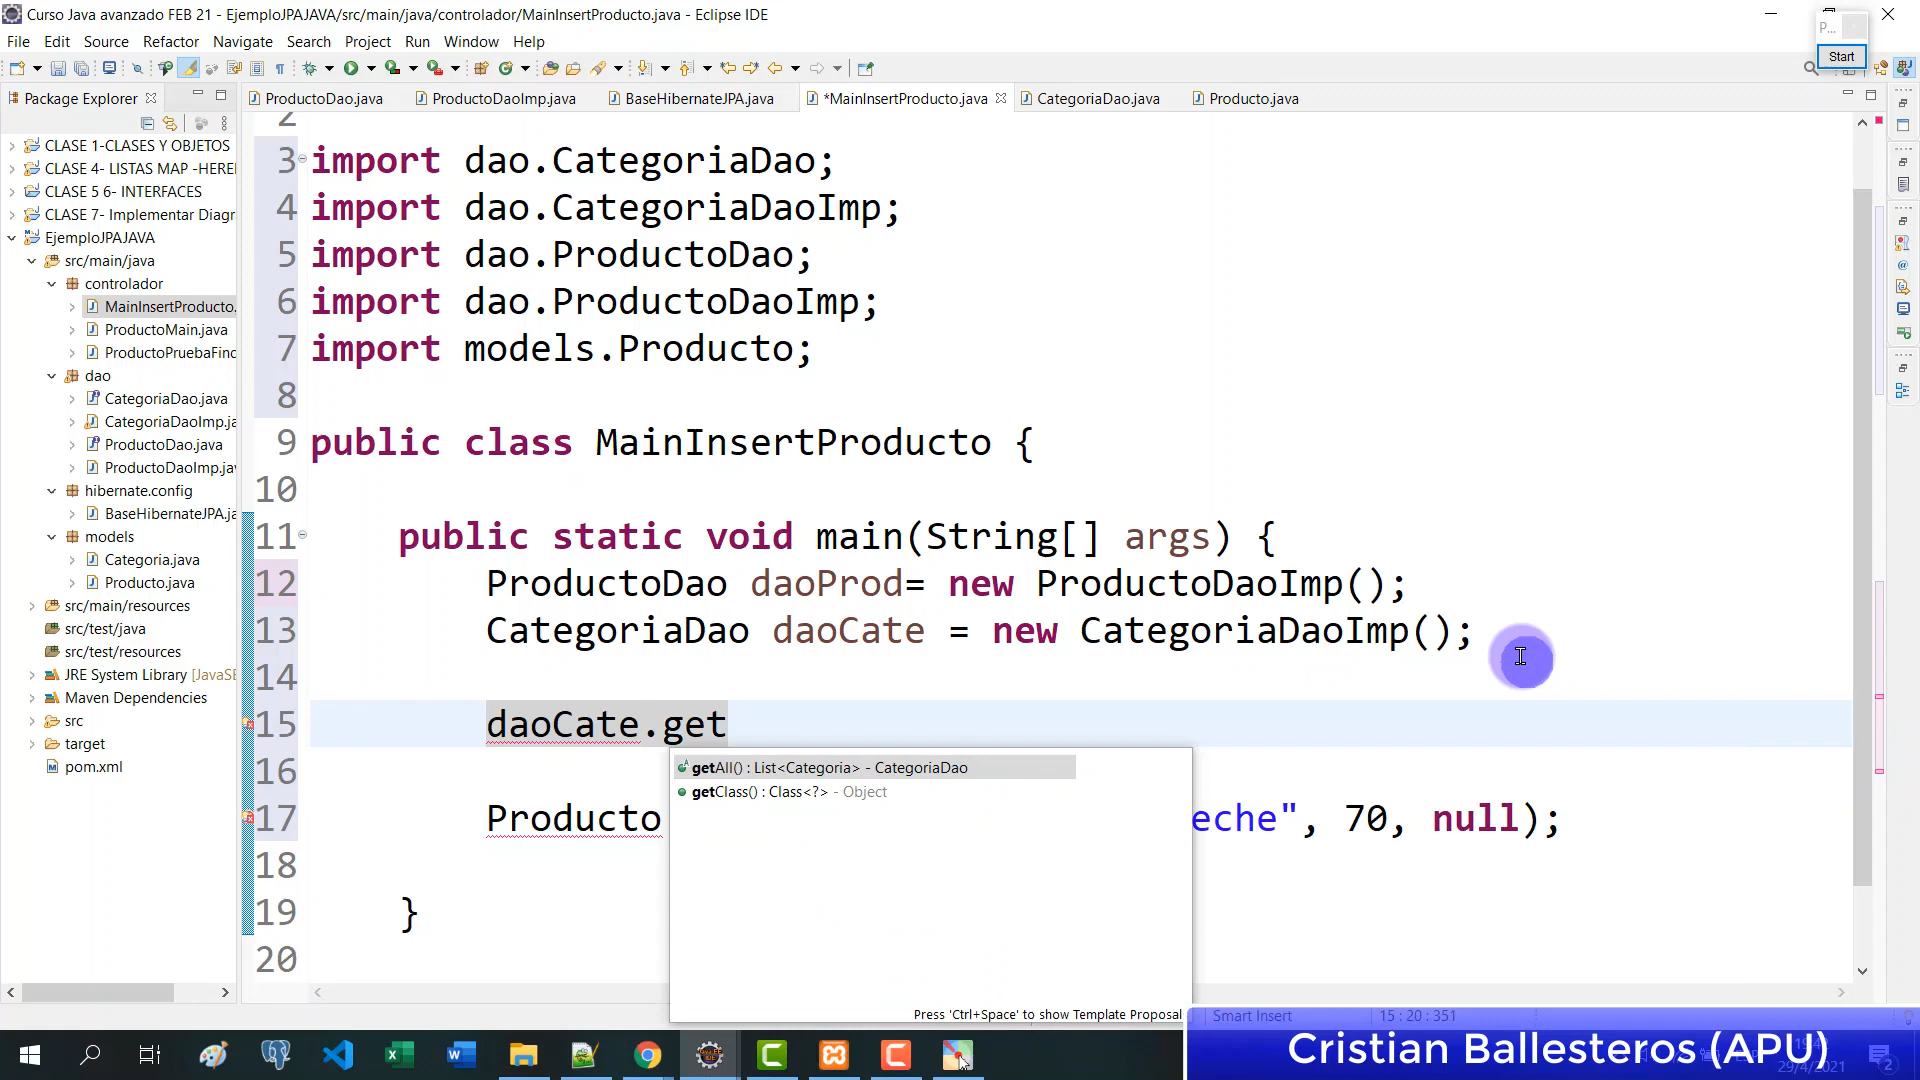 Curso Java avanzado FEB 21 - EjemploJPAJAVA/src/main/java/controlador/MainInsertProducto.java - Eclipse IDE
P...
File Edit Source Refactor Navigate Search Project Run Window Help
Start
Package Explorer
ProductoDao.java
ProductoDaoImp.java
BaseHibernateJPA.java
*MainInsertProducto.java
CategoriaDao.java
Producto.java
CLASE 1-CLASES Y OBJETOS
CLASE 4- LISTAS MAP -HERE
CLASE 5 6- INTERFACES
CLASE 7- Implementar Diagr
EjemploJPAJAVA
src/main/java
controlador
MainInsertProducto.
ProductoMain.java
ProductoPruebaFind
dao
CategoriaDao.java
CategoriaDaoImp.ja
ProductoDao.java
ProductoDaoImp.jav
hibernate.config
BaseHibernateJPA.ja
models
Categoria.java
Producto.java
src/main/resources
src/test/java
src/test/resources
JRE System Library [JavaSE
Maven Dependencies
src
target
pom.xml
2
3 import dao.CategoriaDao;
4 import dao.CategoriaDaoImp;
5 import dao.ProductoDao;
6 import dao.ProductoDaoImp;
7 import models.Producto;
8
9 public class MainInsertProducto {
10
11 public static void main(String[] args) {
12 ProductoDao daoProd= new ProductoDaoImp();
13 CategoriaDao daoCate = new CategoriaDaoImp();
14
15 daoCate.get
16
17 Producto eche", 70, null);
18
19 }
20
getAll() : List<Categoria> - CategoriaDao
getClass() : Class<?> - Object
Press 'Ctrl+Space' to show Template Proposal
Smart Insert
15 : 20 : 351
Cristian Ballesteros (APU)
29/4/2021
2